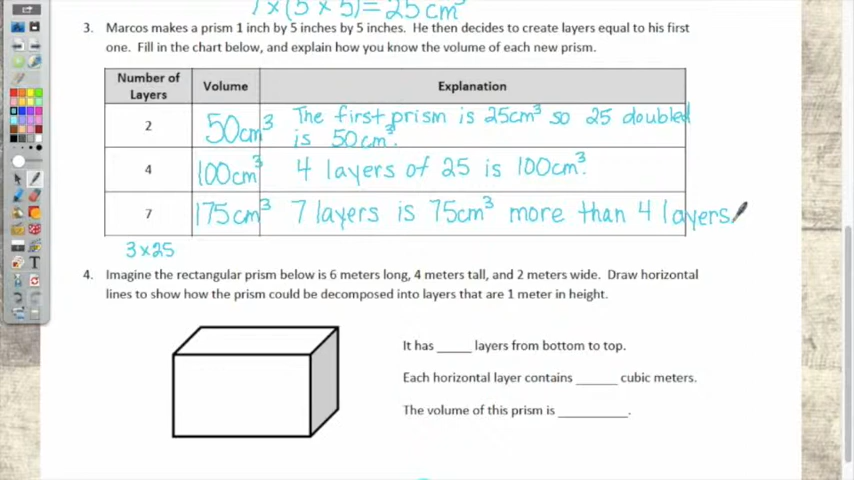 1 x (5 x 5) = 25 cm³
3. Marcos makes a prism 1 inch by 5 inches by 5 inches. He then decides to create layers equal to his first
one. Fill in the chart below, and explain how you know the volume of each new prism.
Number of Layers Volume Explanation
2 50cm³ The first prism is 25cm³ so 25 doubled
is 50cm³.
4 100cm³ 4 layers of 25 is 100cm³.
7 175cm³ 7 layers is 75cm³ more than 4 layers
3 x 25
4. Imagine the rectangular prism below is 6 meters long, 4 meters tall, and 2 meters wide. Draw horizontal
lines to show how the prism could be decomposed into layers that are 1 meter in height.
It has _____ layers from bottom to top.
Each horizontal layer contains ______ cubic meters.
The volume of this prism is __________.